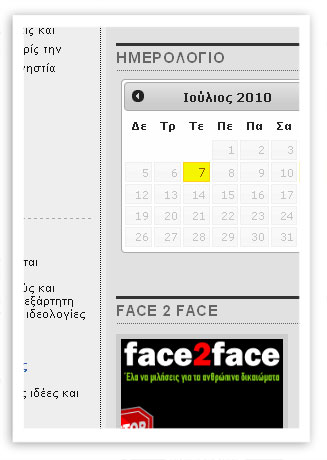 ις και
ρίς την
νηστία
ται
ύς και
εξάρτητη
ιδεολογίες
ς ιδέες και
ΗΜΕΡΟΛΟΓΙΟ
Ιούλιος 2010
Δε Τρ Τε Πε Πα Σα
1 2 3
5 6 7 8 9 10
12 13 14 15 16 17
19 20 21 22 23 24
26 27 28 29 30 31
FACE 2 FACE
face2face
Έλα να μιλήσεις για τα ανθρώπινα δικαιώματα